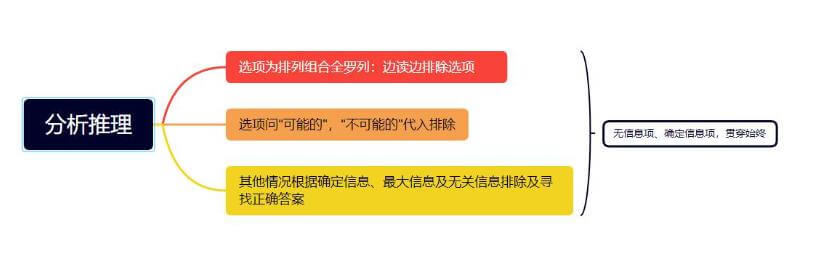 分析推理
选项为排列组合全罗列：边读边排除选项
选项问“可能的”，“不可能的”代入排除
其他情况根据确定信息、最大信息及无关信息排除及寻
找正确答案
无信息项、确定信息项，贯穿始终